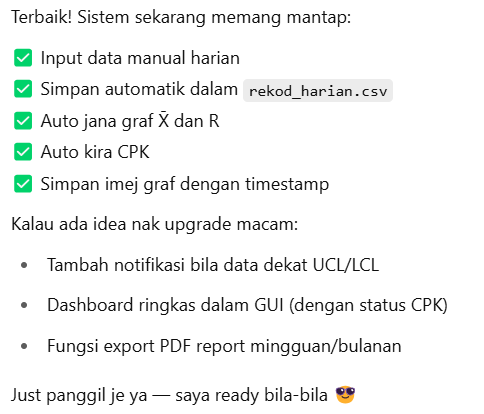 Terbaik! Sistem sekarang memang mantap:
✅ Input data manual harian
✅ Simpan automatik dalam rekod_harian.csv
✅ Auto jana graf X̄ dan R
✅ Auto kira CPK
✅ Simpan imej graf dengan timestamp
Kalau ada idea nak upgrade macam:
• Tambah notifikasi bila data dekat UCL/LCL
• Dashboard ringkas dalam GUI (dengan status CPK)
• Fungsi export PDF report mingguan/bulanan
Just panggil je ya — saya ready bila-bila 😎